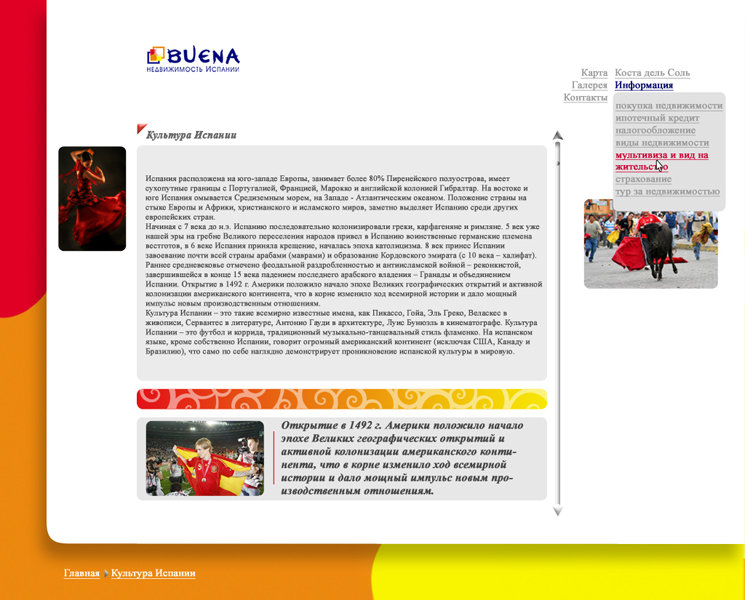 BUENA
недвижимость Испании
Карта
Галерея
Контакты
Коста дель Соль
Информация
покупка недвижимости
ипотечный кредит
налогообложение
виды недвижимости
мультивиза и вид на
жительство
страхование
тур за недвижимостью
Культура Испании
Испания расположена на юго-западе Европы, занимает более 80% Пиренейского полуострова, имеет
сухопутные границы с Португалией, Францией, Марокко и английской колонией Гибралтар. На востоке и
юге Испания омывается Средиземным морем, на Западе - Атлантическим океаном. Положение страны на
стыке Европы и Африки, христианского и исламского миров, заметно выделяет Испанию среди других
европейских стран.
Начиная с 7 века до н.э. Испанию последовательно колонизировали греки, карфагеняне и римляне. 5 век уже
нашей эры на гребне Великого переселения народов привел в Испанию воинственные германские племена
вестготов, в 6 веке Испания приняла крещение, началась эпоха католицизма. 8 век принес Испании
завоевание почти всей страны арабами (маврами) и образование Кордовского эмирата (с 10 века – халифат).
Раннее средневековье отмечено феодальной раздробленностью и антиисламской войной – реконкистой,
завершившейся в конце 15 века падением последнего арабского владения – Гранады и объединением
Испании. Открытие в 1492 г. Америки положило начало эпохе Великих географических открытий и активной
колонизации американского континента, что в корне изменило ход всемирной истории и дало мощный
импульс новым производственным отношениям.
Культура Испании – это такие всемирно известные имена, как Пикассо, Гойа, Эль Греко, Веласкес в
живописи, Сервантес в литературе, Антонио Гауди в архитектуре, Луис Бунюэль в кинематографе. Культура
Испании – это футбол и коррида, традиционный музыкально-танцевальный стиль фламенко. На испанском
языке, кроме собственно Испании, говорит огромный американский континент (исключая США, Канаду и
Бразилию), что само по себе наглядно демонстрирует проникновение испанской культуры в мировую.
Открытие в 1492 г. Америки положило начало
эпохе Великих географических открытий и
активной колонизации американского конти-
нента, что в корне изменило ход всемирной
истории и дало мощный импульс новым про-
изводственным отношениям.
Главная
Культура Испании